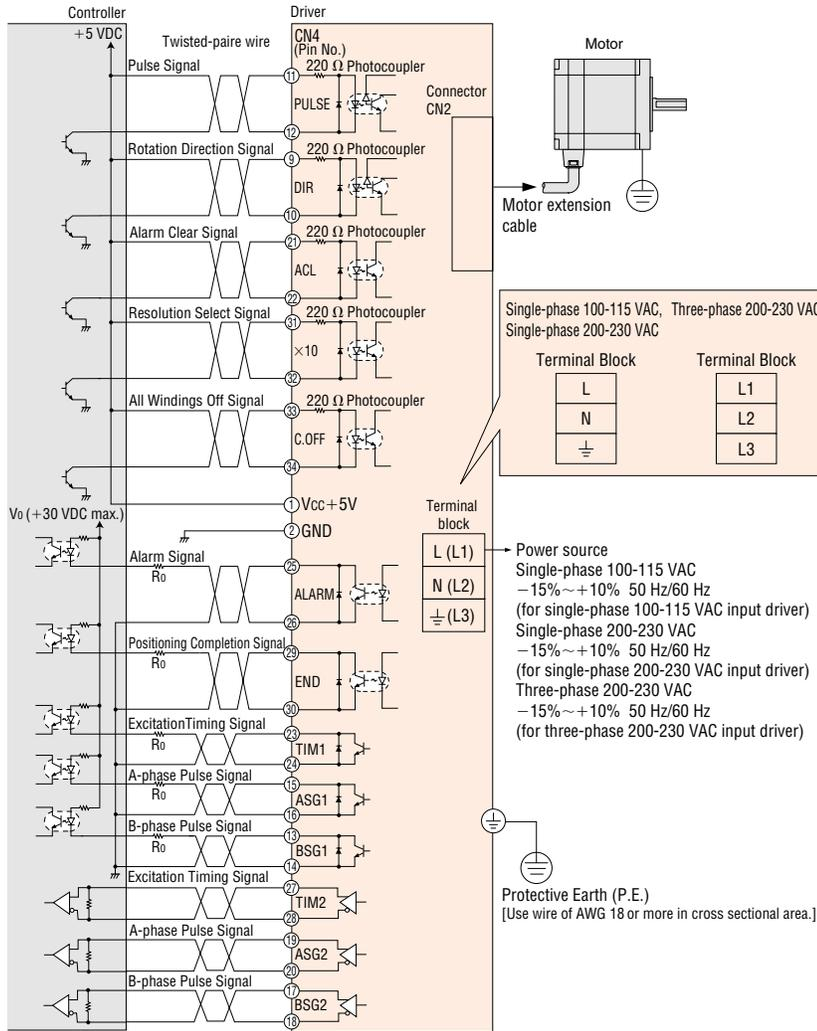 Controller
Driver
+5 VDC
Twisted-paire wire
CN4
(Pin No.)
Motor
Pulse Signal
11
220 Ω Photocoupler
PULSE
12
Connector
CN2
Rotation Direction Signal
9
220 Ω Photocoupler
DIR
10
Motor extension
cable
Alarm Clear Signal
21
220 Ω Photocoupler
ACL
22
Resolution Select Signal
31
220 Ω Photocoupler
×10
32
Single-phase 100-115 VAC, Three-phase 200-230 VAC
Single-phase 200-230 VAC
Terminal Block
L
N
Terminal Block
L1
L2
L3
All Windings Off Signal
33
220 Ω Photocoupler
C.OFF
34
1
Vcc+5V
V0 (+30 VDC max.)
2
GND
Terminal
block
L (L1)
N (L2)
(L3)
Alarm Signal
R0
25
ALARM
26
Power source
Single-phase 100-115 VAC
−15%~+10% 50 Hz/60 Hz
(for single-phase 100-115 VAC input driver)
Single-phase 200-230 VAC
−15%~+10% 50 Hz/60 Hz
(for single-phase 200-230 VAC input driver)
Three-phase 200-230 VAC
−15%~+10% 50 Hz/60 Hz
(for three-phase 200-230 VAC input driver)
Positioning Completion Signal
R0
29
END
30
ExcitationTiming Signal
R0
23
TIM1
24
A-phase Pulse Signal
R0
15
ASG1
16
B-phase Pulse Signal
R0
13
BSG1
14
Excitation Timing Signal
27
TIM2
28
Protective Earth (P.E.)
[Use wire of AWG 18 or more in cross sectional area.]
A-phase Pulse Signal
19
ASG2
20
B-phase Pulse Signal
17
BSG2
18